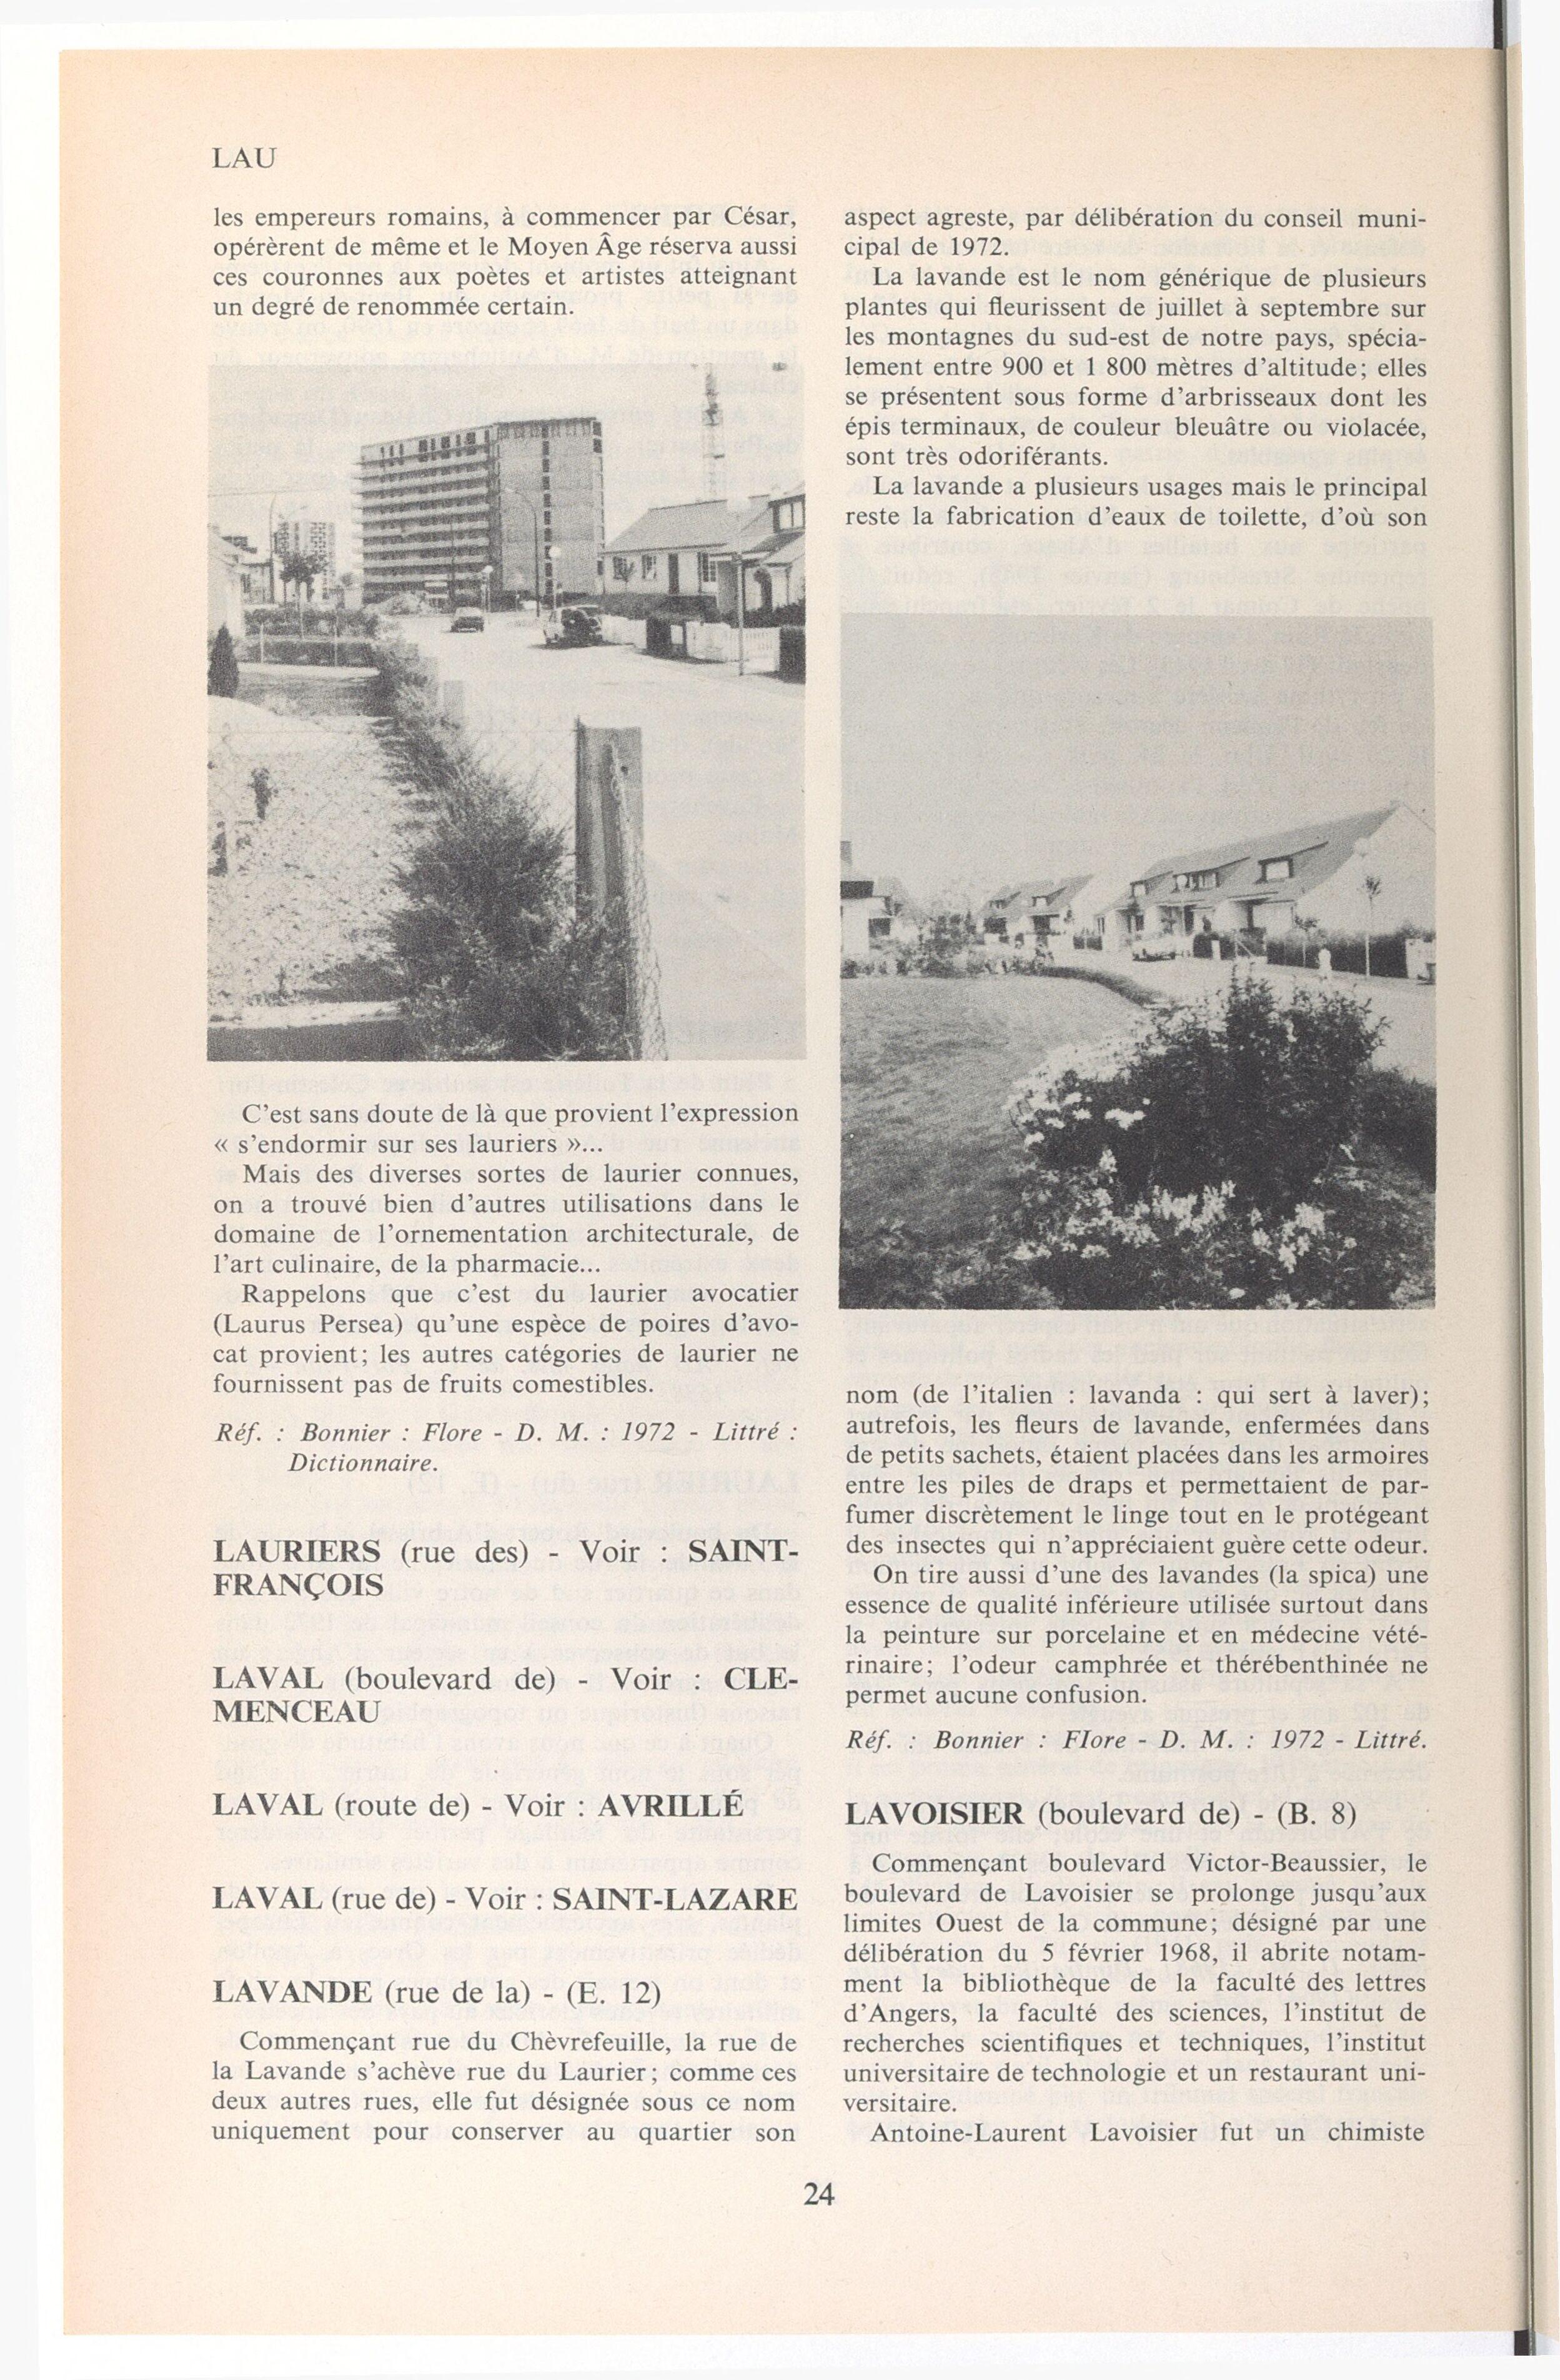 LAU
les empereurs romains, à commencer par César,
opérèrent de même et le Moyen Âge réserva aussi
ces couronnes aux poètes et artistes atteignant
un degré de renommée certain.
C'est sans doute de là que provient l'expression
« s'endormir sur ses lauriers »...
Mais des diverses sortes de laurier connues,
on a trouvé bien d'autres utilisations dans le
domaine de l'ornementation architecturale, de
l'art culinaire, de la pharmacie...
Rappelons que c'est du laurier avocatier
(Laurus Persea) qu'une espèce de poires d'avo-
cat provient; les autres catégories de laurier ne
fournissent pas de fruits comestibles.
Réf. : Bonnier : Flore - D. M. : 1972 - Littré :
Dictionnaire.
LAURIERS (rue des) - Voir : SAINT-
FRANÇOIS
LAVAL (boulevard de) - Voir : CLE-
MENCEAU
LAVAL (route de) - Voir : AVRILLÉ
LAVAL (rue de) - Voir : SAINT-LAZARE
LAVANDE (rue de la) - (E. 12)
Commençant rue du Chèvrefeuille, la rue de
la Lavande s'achève rue du Laurier; comme ces
deux autres rues, elle fut désignée sous ce nom
uniquement pour conserver au quartier son
aspect agreste, par délibération du conseil muni-
cipal de 1972.
La lavande est le nom générique de plusieurs
plantes qui fleurissent de juillet à septembre sur
les montagnes du sud-est de notre pays, spécia-
lement entre 900 et 1 800 mètres d'altitude; elles
se présentent sous forme d'arbrisseaux dont les
épis terminaux, de couleur bleuâtre ou violacée,
sont très odoriférants.
La lavande a plusieurs usages mais le principal
reste la fabrication d'eaux de toilette, d'où son
nom (de l'italien : lavanda : qui sert à laver);
autrefois, les fleurs de lavande, enfermées dans
de petits sachets, étaient placées dans les armoires
entre les piles de draps et permettaient de par-
fumer discrètement le linge tout en le protégeant
des insectes qui n'appréciaient guère cette odeur.
On tire aussi d'une des lavandes (la spica) une
essence de qualité inférieure utilisée surtout dans
la peinture sur porcelaine et en médecine vété-
rinaire; l'odeur camphrée et thérébenthinée ne
permet aucune confusion.
Réf. : Bonnier : Flore - D. M. : 1972 - Littré.
LAVOISIER (boulevard de) - (B. 8)
Commençant boulevard Victor-Beaussier, le
boulevard de Lavoisier se prolonge jusqu'aux
limites Ouest de la commune; désigné par une
délibération du 5 février 1968, il abrite notam-
ment la bibliothèque de la faculté des lettres
d'Angers, la faculté des sciences, l'institut de
recherches scientifiques et techniques, l'institut
universitaire de technologie et un restaurant uni-
versitaire.
Antoine-Laurent Lavoisier fut un chimiste
24